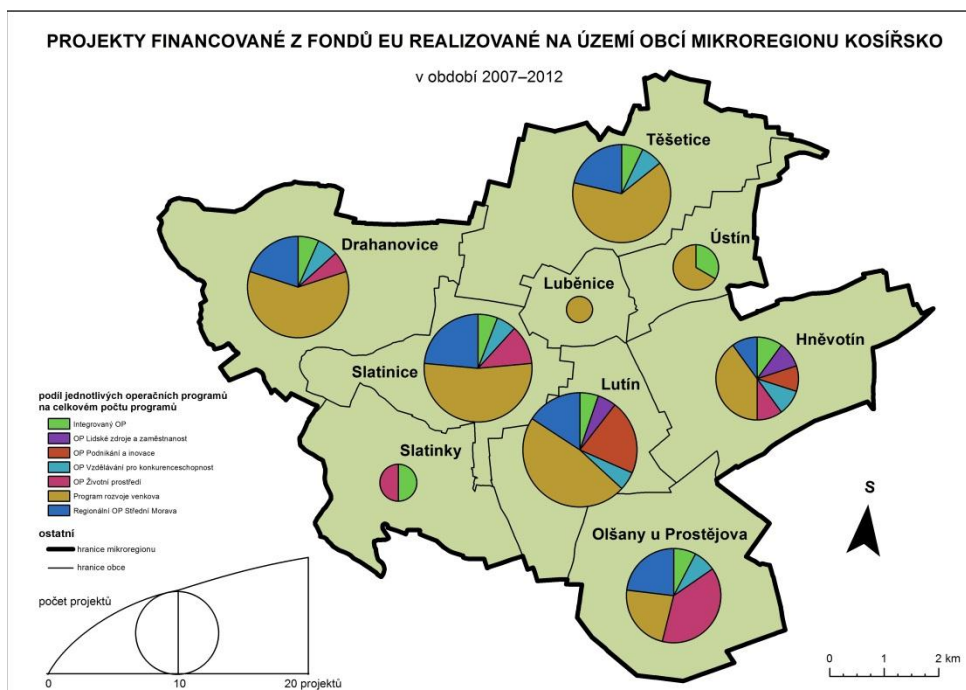 PROJEKTY FINANCOVANÉ Z FONDŮ EU REALIZOVANÉ NA ÚZEMÍ OBCÍ MIKROREGIONU KOSÍŘSKO
v období 2007–2012
Těšetice
Drahanovice
Ústín
Luběnice
Hněvotín
Slatinice
Lutín
Slatinky
Olšany u Prostějova
podíl jednotlivých operačních programů
na celkovém počtu programů
Integrovaný OP
OP Lidské zdroje a zaměstnanost
OP Podnikání a inovace
OP Vzdělávání pro konkurenceschopnost
OP Životní prostředí
Program rozvoje venkova
Regionální OP Střední Morava
ostatní
hranice mikroregionu
hranice obce
počet projektů
0 10 20 projektů
S
0 1 2 km